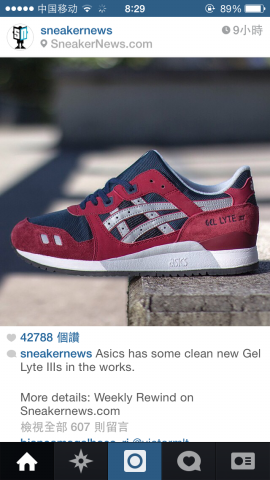 中国移动 8:29 89%
sneakernews 9小時
SneakerNews.com
GEL LYTE III
asics
42788 個讚
sneakernews Asics has some clean new Gel
Lyte IIIs in the works.
More details: Weekly Rewind on
Sneakernews.com
檢視全部 607 則留言